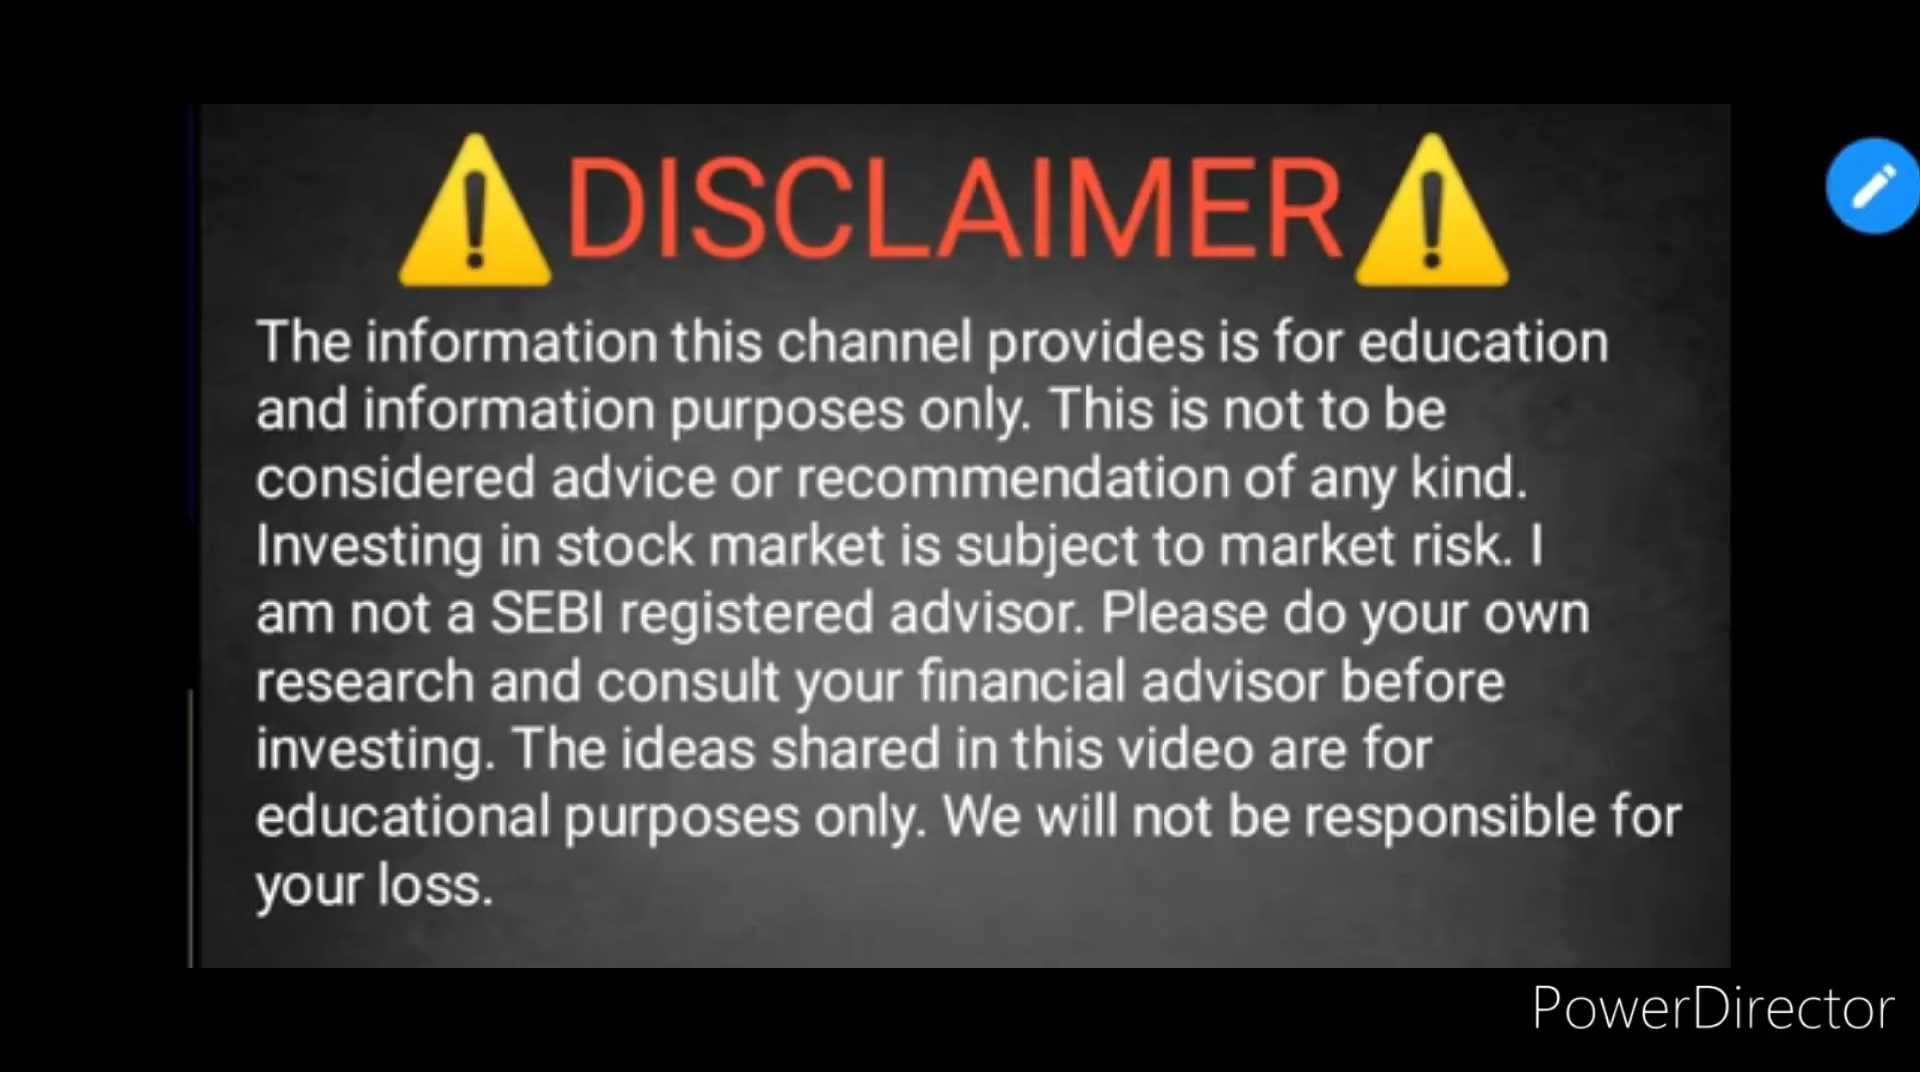 ⚠DISCLAIMER⚠
The information this channel provides is for education
and information purposes only. This is not to be
considered advice or recommendation of any kind.
Investing in stock market is subject to market risk. I
am not a SEBI registered advisor. Please do your own
research and consult your financial advisor before
investing. The ideas shared in this video are for
educational purposes only. We will not be responsible for
your loss.
PowerDirector